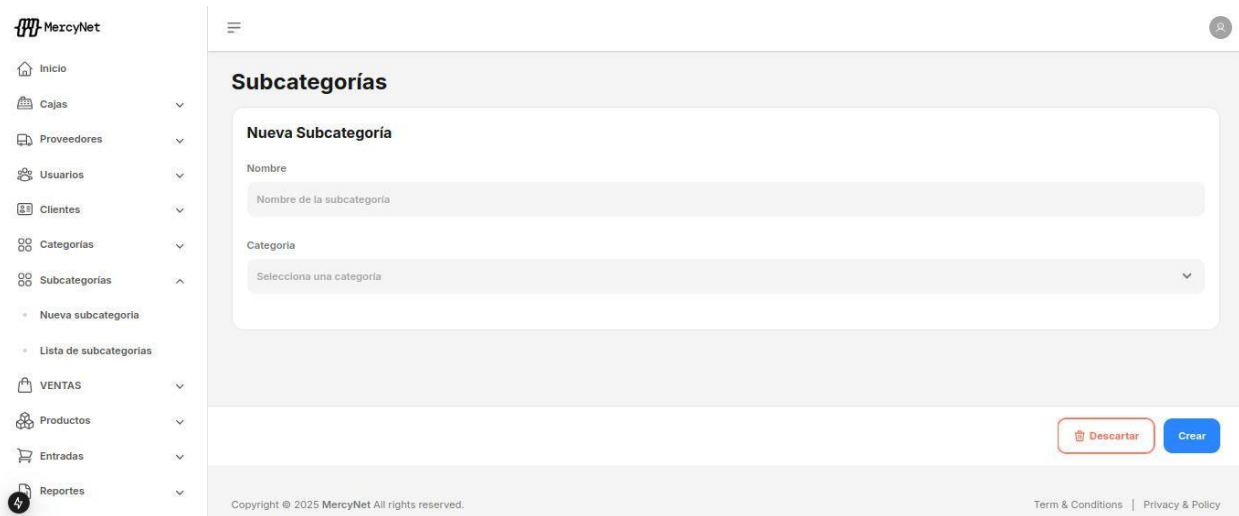 MercyNet
Inicio
Cajas
Proveedores
Usuarios
Clientes
Categorías
Subcategorías
Nueva subcategoria
Lista de subcategorias
VENTAS
Productos
Entradas
Reportes
Subcategorías
Nueva Subcategoría
Nombre
Nombre de la subcategoría
Categoria
Selecciona una categoría
Descartar
Crear
Copyright © 2025 MercyNet All rights reserved.
Term & Conditions | Privacy & Policy